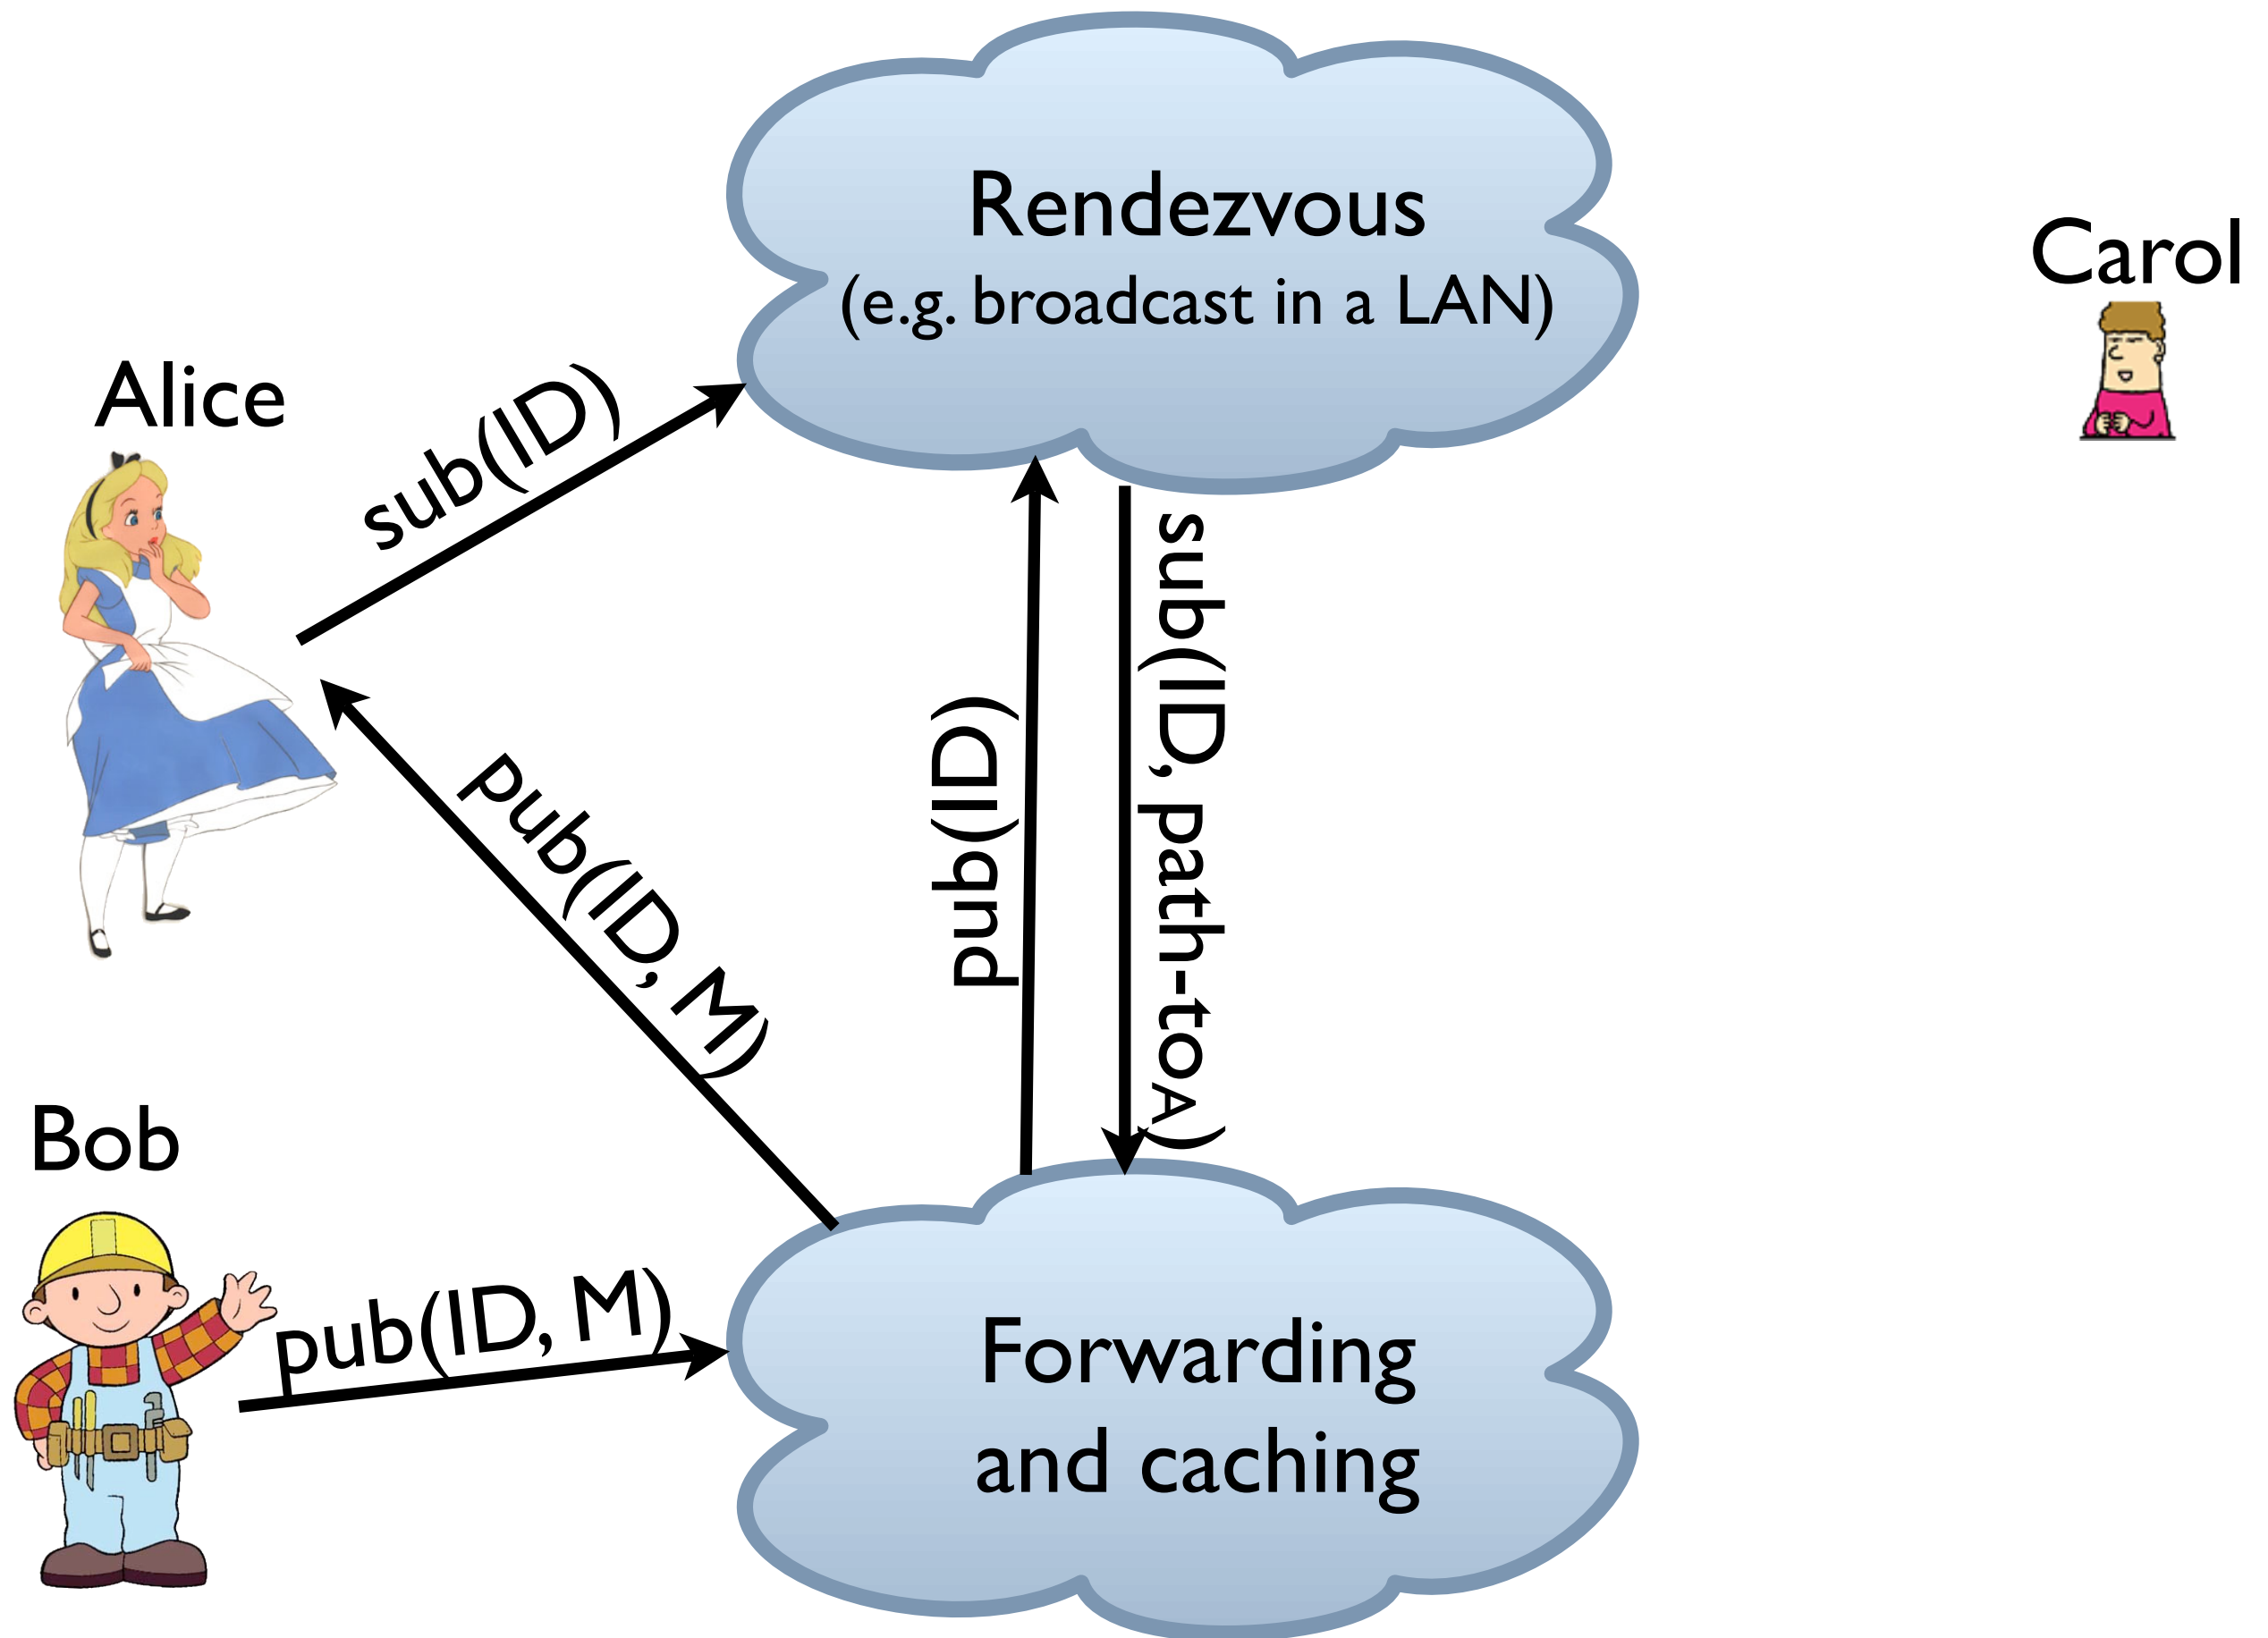 Rendezvous
(e.g. broadcast in a LAN)
Carol
Alice
sub(ID)
pub(ID)
sub(ID, path-toA)
pub(ID, M)
Bob
pub(ID, M)
Forwarding
and caching